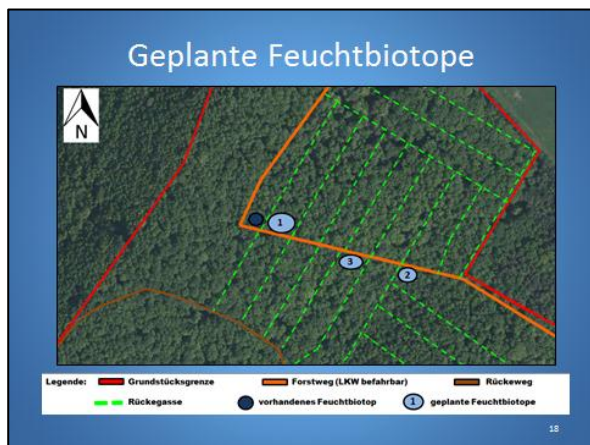 Geplante Feuchtbiotope
N
1
3
2
Legende: Grundstücksgrenze Forstweg (LKW befahrbar) Rückeweg
Rückegasse vorhandenes Feuchtbiotop 1 geplante Feuchtbiotope
18